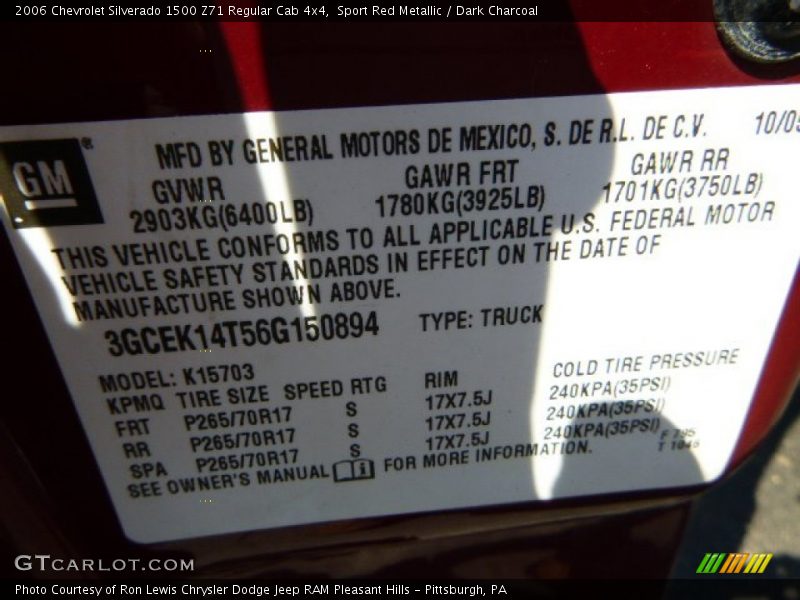 2006 Chevrolet Silverado 1500 Z71 Regular Cab 4x4, Sport Red Metallic / Dark Charcoal
GM®
MFD BY GENERAL MOTORS DE MEXICO, S. DE R.L. DE C.V. 10/05
GVWR GAWR FRT GAWR RR
2903KG(6400LB) 1780KG(3925LB) 1701KG(3750LB)
THIS VEHICLE CONFORMS TO ALL APPLICABLE U.S. FEDERAL MOTOR
VEHICLE SAFETY STANDARDS IN EFFECT ON THE DATE OF
MANUFACTURE SHOWN ABOVE.
3GCEK14T56G150894 TYPE: TRUCK
MODEL: K15703
KPMQ TIRE SIZE SPEED RTG RIM COLD TIRE PRESSURE
FRT P265/70R17 S 17X7.5J 240KPA(35PSI)
RR P265/70R17 S 17X7.5J 240KPA(35PSI)
SPA P265/70R17 S 17X7.5J 240KPA(35PSI)
SEE OWNER'S MANUAL FOR MORE INFORMATION.
F 795
T 1046
GTCARLOT.COM
Photo Courtesy of Ron Lewis Chrysler Dodge Jeep RAM Pleasant Hills - Pittsburgh, PA